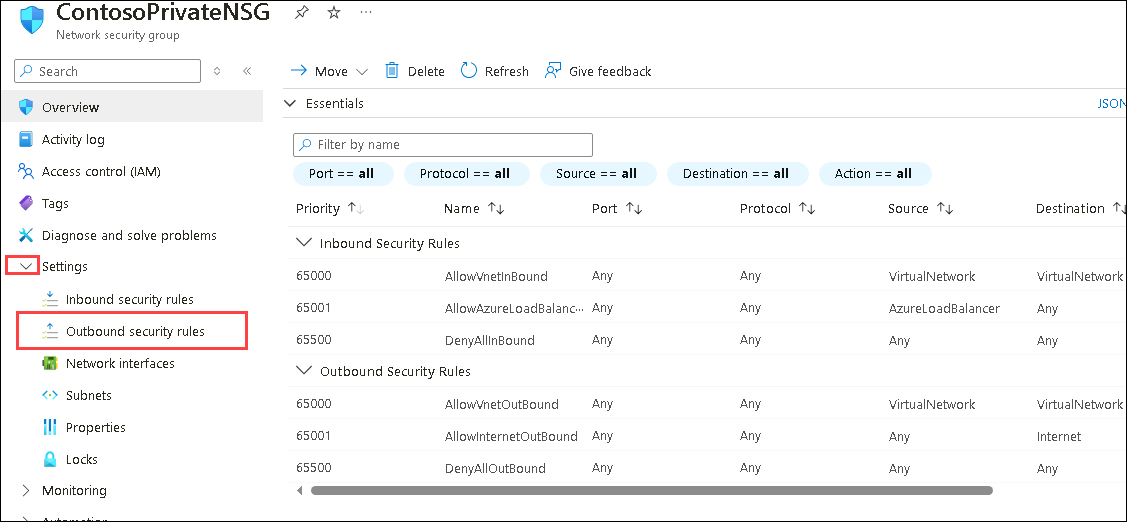 ContosoPrivateNSG
Network security group
Search
Overview
Activity log
Access control (IAM)
Tags
Diagnose and solve problems
Settings
Inbound security rules
Outbound security rules
Network interfaces
Subnets
Properties
Locks
Monitoring
Automation
Move Delete Refresh Give feedback
Essentials JSON
Filter by name
Port == all Protocol == all Source == all Destination == all Action == all
Priority Name Port Protocol Source Destination
Inbound Security Rules
65000 AllowVnetInBound Any Any VirtualNetwork VirtualNetwork
65001 AllowAzureLoadBalanc... Any Any AzureLoadBalancer Any
65500 DenyAllInBound Any Any Any Any
Outbound Security Rules
65000 AllowVnetOutBound Any Any VirtualNetwork VirtualNetwork
65001 AllowInternetOutBound Any Any Any Internet
65500 DenyAllOutBound Any Any Any Any